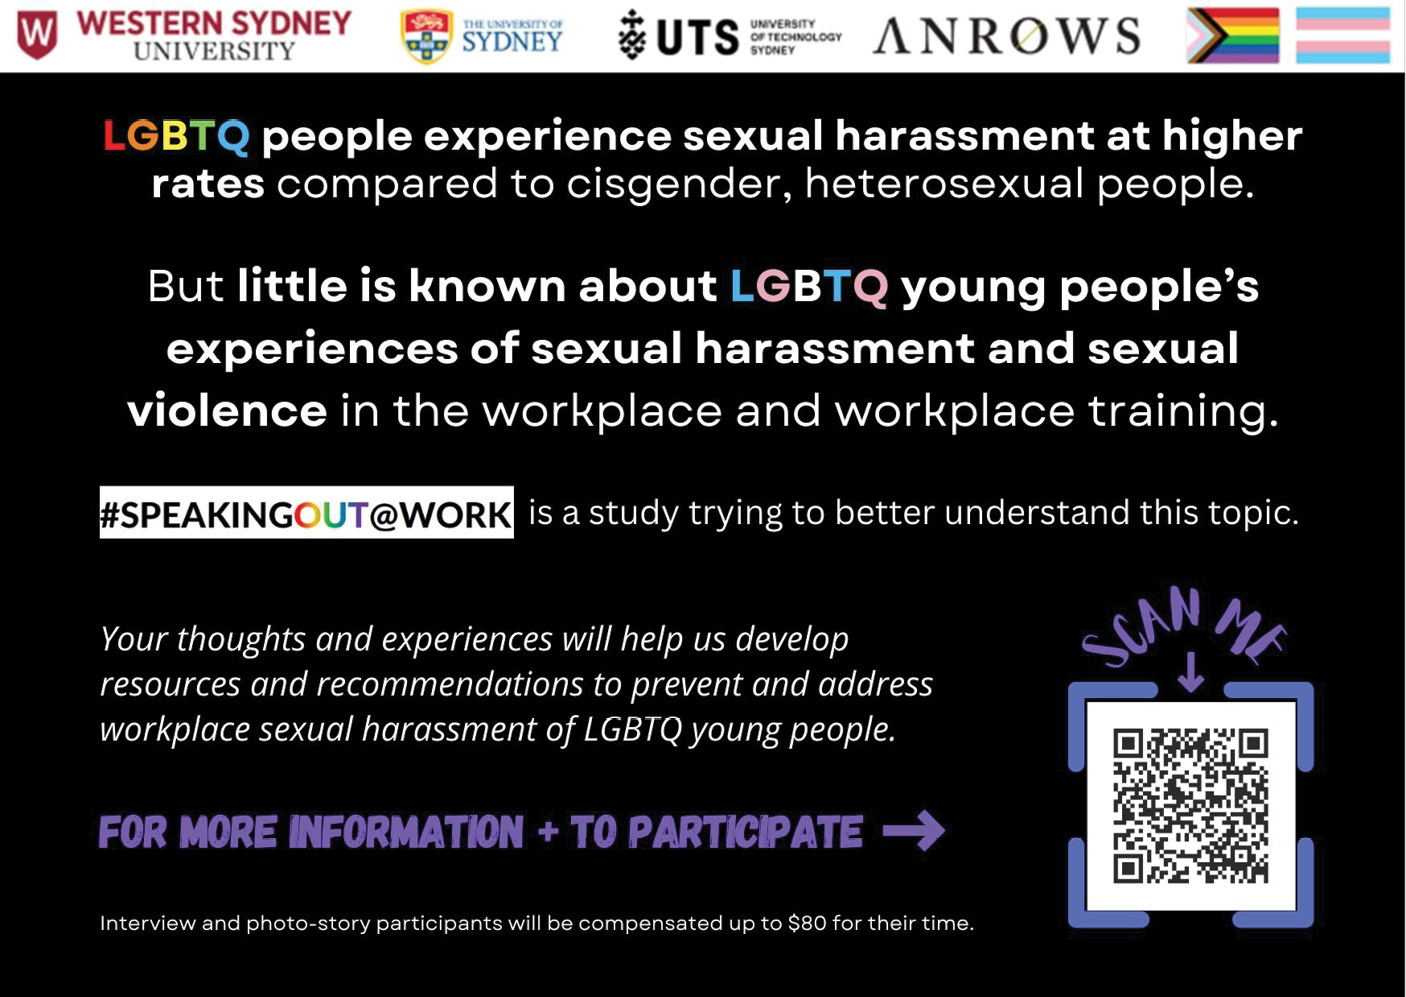 WESTERN SYDNEY
UNIVERSITY
THE UNIVERSITY OF
SYDNEY
UTS
UNIVERSITY
OF TECHNOLOGY
SYDNEY
ANROWS
LGBTQ people experience sexual harassment at higher
rates compared to cisgender, heterosexual people.
But little is known about LGBTQ young people's
experiences of sexual harassment and sexual
violence in the workplace and workplace training.
#SPEAKINGOUT@WORK is a study trying to better understand this topic.
Your thoughts and experiences will help us develop
resources and recommendations to prevent and address
workplace sexual harassment of LGBTQ young people.
SCAN ME
FOR MORE INFORMATION + TO PARTICIPATE →
Interview and photo-story participants will be compensated up to $80 for their time.